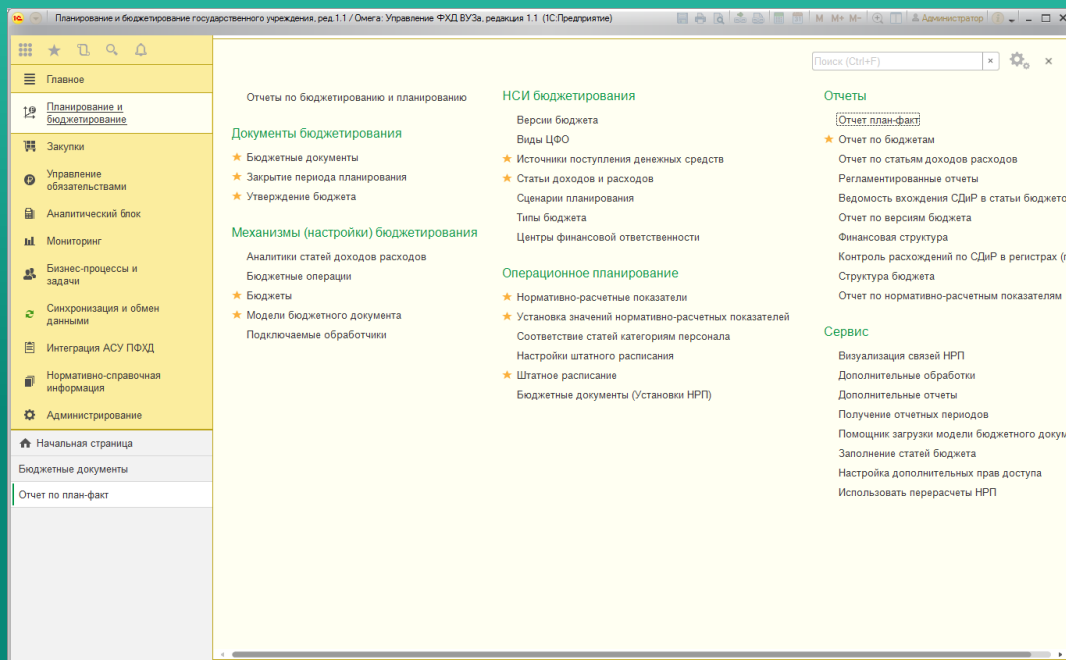 Планирование и бюджетирование государственного учреждения, ред.1.1 / Омега: Управление ФХД ВУЗа, редакция 1.1 (1С:Предприятие)
M M+ M-
Администратор
Поиск (Ctrl+F)
Главное
Планирование и
бюджетирование
Закупки
Управление
обязательствами
Аналитический блок
Мониторинг
Бизнес-процессы и
задачи
Синхронизация и обмен
данными
Интеграция АСУ ПФХД
Нормативно-справочная
информация
Администрирование
Начальная страница
Бюджетные документы
Отчет по план-факт
Отчеты по бюджетированию и планированию
Документы бюджетирования
Бюджетные документы
Закрытие периода планирования
Утверждение бюджета
Механизмы (настройки) бюджетирования
Аналитики статей доходов расходов
Бюджетные операции
Бюджеты
Модели бюджетного документа
Подключаемые обработчики
НСИ бюджетирования
Версии бюджета
Виды ЦФО
Источники поступления денежных средств
Статьи доходов и расходов
Сценарии планирования
Типы бюджета
Центры финансовой ответственности
Операционное планирование
Нормативно-расчетные показатели
Установка значений нормативно-расчетных показателей
Соответствие статей категориям персонала
Настройки штатного расписания
Штатное расписание
Бюджетные документы (Установки НРП)
Отчеты
Отчет план-факт
Отчет по бюджетам
Отчет по статьям доходов расходов
Регламентированные отчеты
Ведомость вхождения СДиР в статьи бюджето
Отчет по версиям бюджета
Финансовая структура
Контроль расхождений по СДиР в регистрах (п
Структура бюджета
Отчет по нормативно-расчетным показателям
Сервис
Визуализация связей НРП
Дополнительные обработки
Дополнительные отчеты
Получение отчетных периодов
Помощник загрузки модели бюджетного докум
Заполнение статей бюджета
Настройка дополнительных прав доступа
Использовать перерасчеты НРП